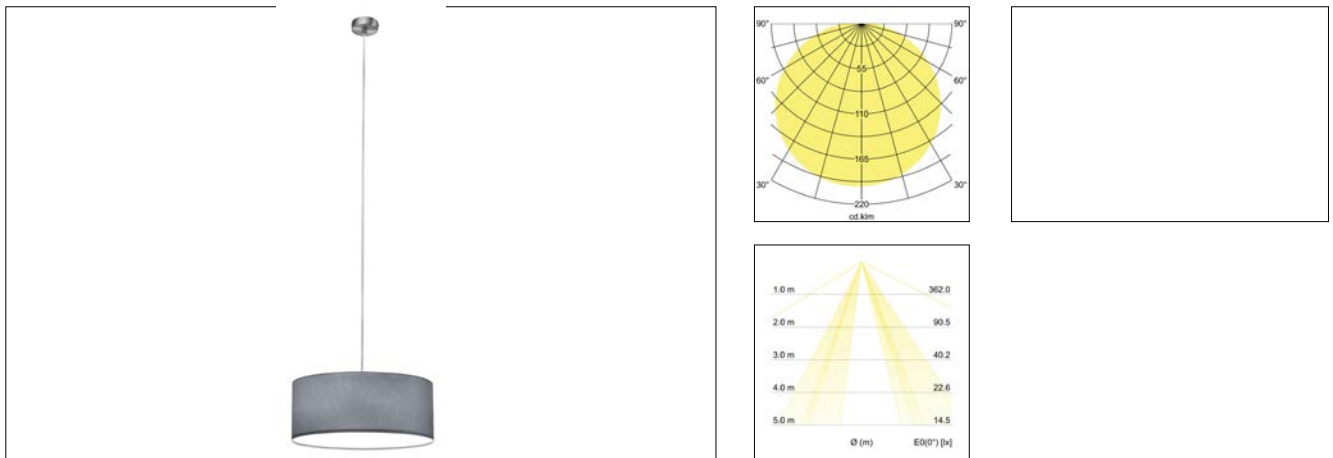 90° 90°
55
60° 60°
110
165
30° 30°
220
cd.klm
1.0 m 362.0
2.0 m 90.5
3.0 m 40.2
4.0 m 22.6
5.0 m 14.5
Ø (m) E0(0°) [lx]